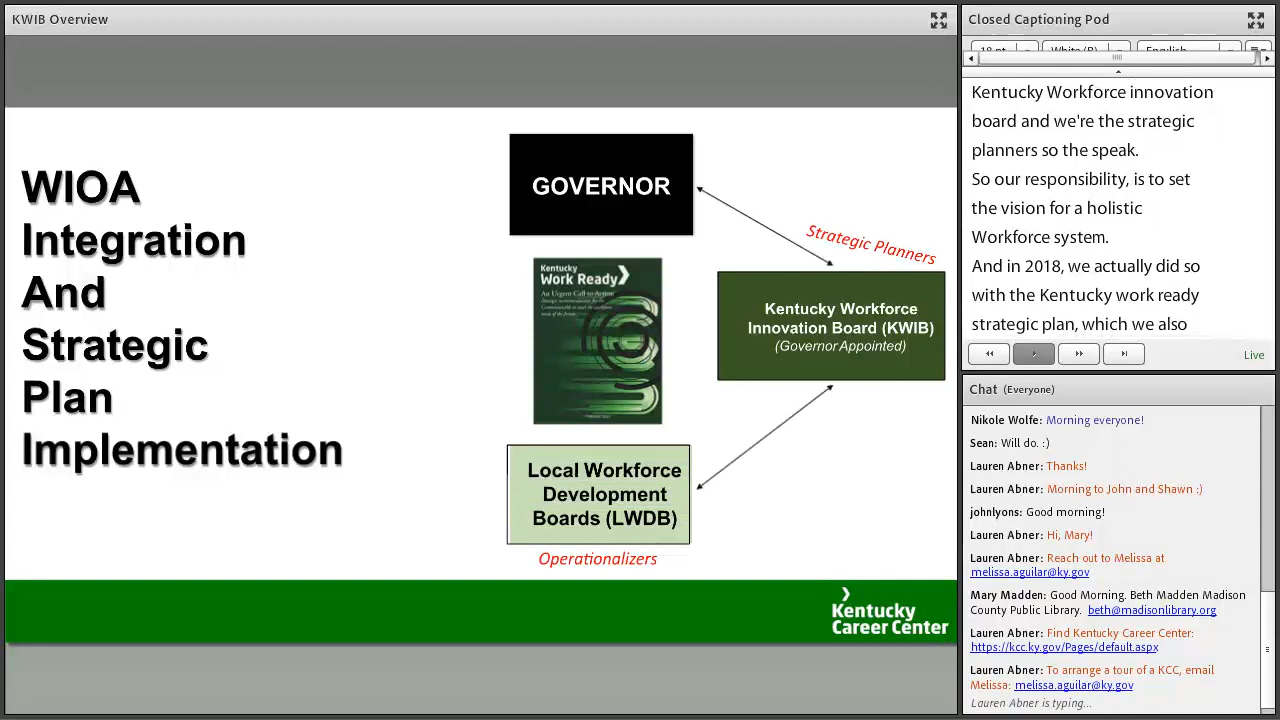 KWIB Overview
WIOA
Integration
And
Strategic
Plan
Implementation
GOVERNOR
Strategic Planners
Kentucky
Work Ready
An Urgent Call to Action
Kentucky Workforce
Innovation Board (KWIB)
(Governor Appointed)
Local Workforce
Development
Boards (LWDB)
Operationalizers
Kentucky
Career Center
Closed Captioning Pod
18 pt
White (B)
English
Kentucky Workforce innovation
board and we're the strategic
planners so the speak.
So our responsibility, is to set
the vision for a holistic
Workforce system.
And in 2018, we actually did so
with the Kentucky work ready
strategic plan, which we also
Live
Chat (Everyone)
Nikole Wolfe: Morning everyone!
Sean: Will do. :)
Lauren Abner: Thanks!
Lauren Abner: Morning to John and Shawn :)
johnlyons: Good morning!
Lauren Abner: Hi, Mary!
Lauren Abner: Reach out to Melissa at
melissa.aguilar@ky.gov
Mary Madden: Good Morning. Beth Madden Madison
County Public Library. beth@madisonlibrary.org
Lauren Abner: Find Kentucky Career Center:
https://kcc.ky.gov/Pages/default.aspx
Lauren Abner: To arrange a tour of a KCC, email
Melissa: melissa.aguilar@ky.gov
Lauren Abner is typing...